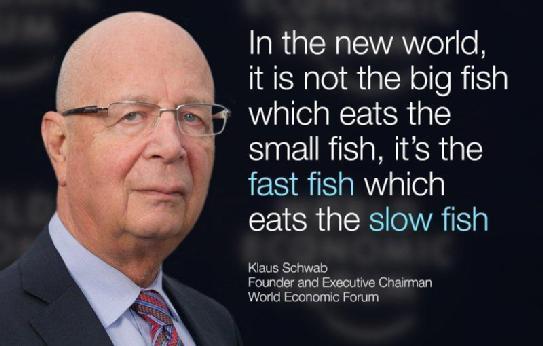 In the new world,
it is not the big fish
which eats the
small fish, it's the
fast fish which
eats the slow fish
Klaus Schwab
Founder and Executive Chairman
World Economic Forum